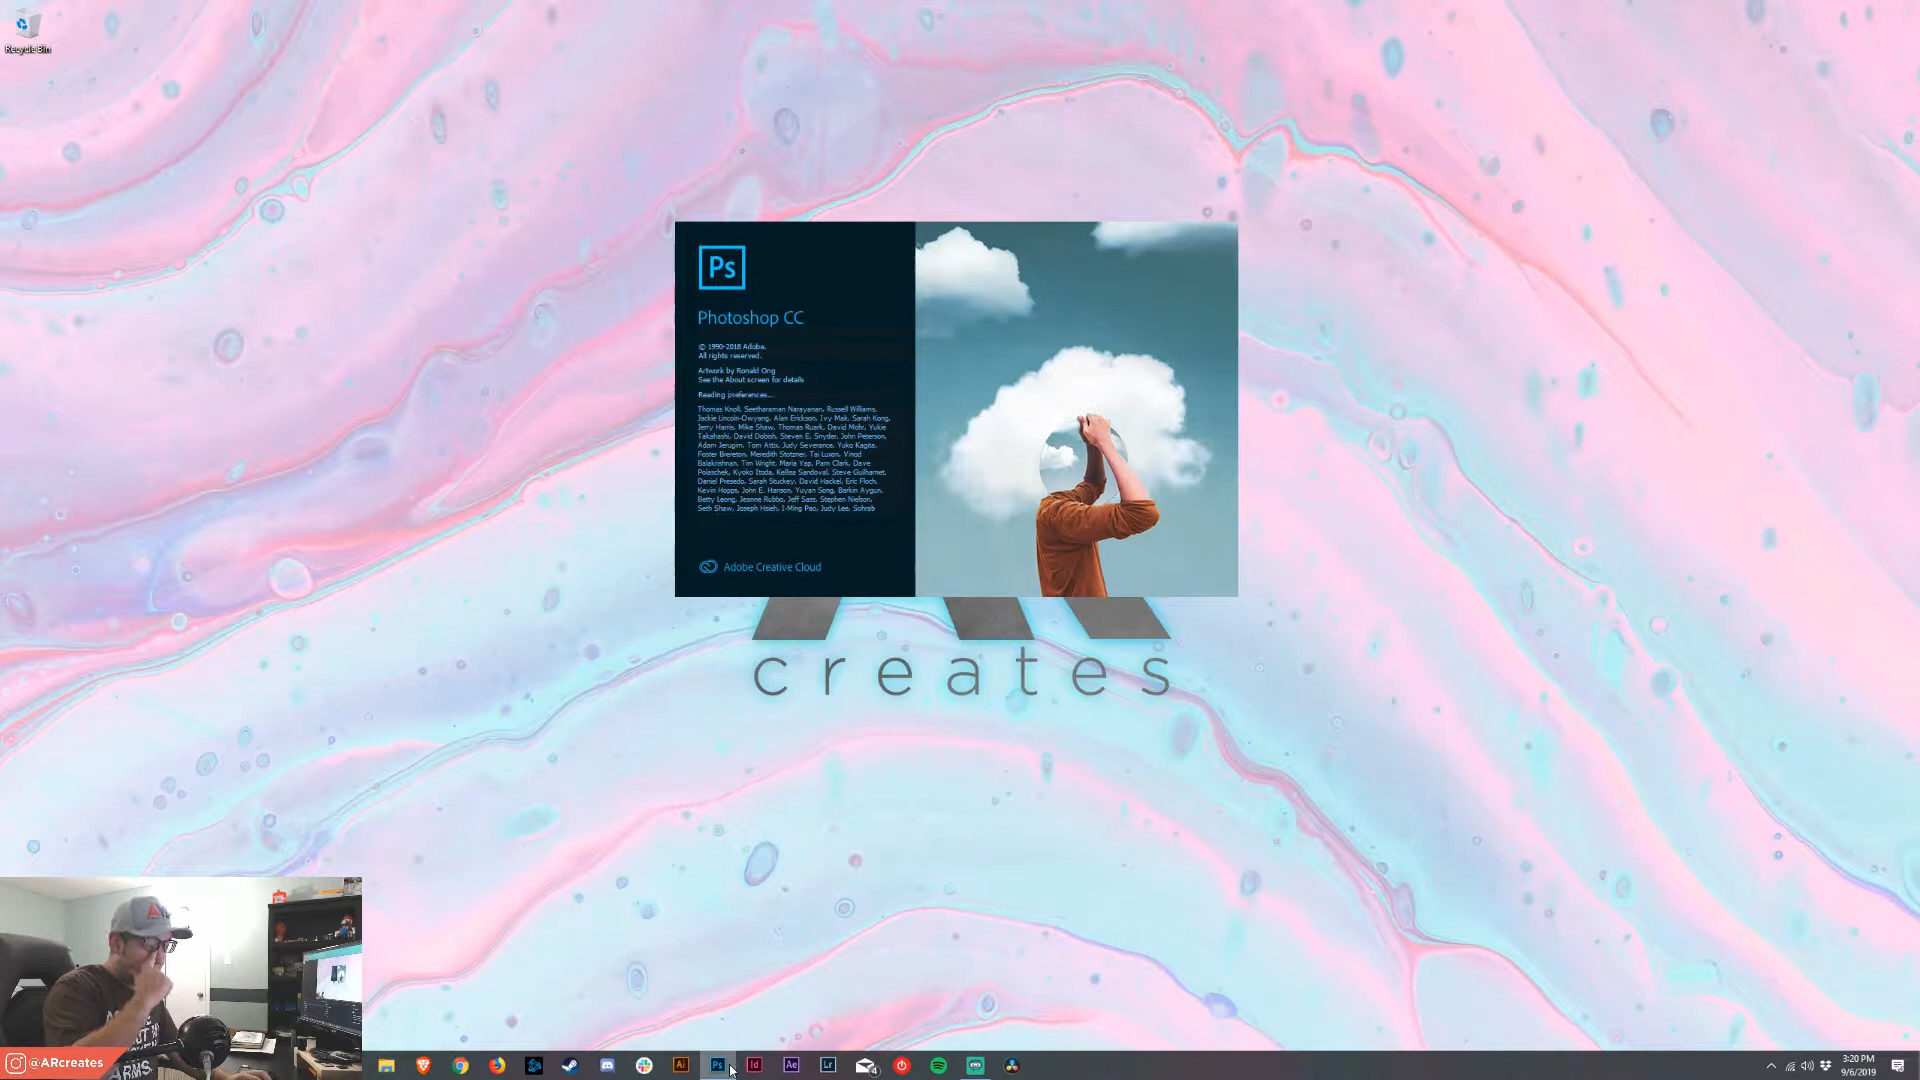 Recycle Bin
Ps
Photoshop CC
© 1990-2018 Adobe.
All rights reserved.
Artwork by Ronald Ong
See the About screen for details
Reading preferences...
Thomas Knoll, Seetharaman Narayanan, Russell Williams,
Jackie Lincoln-Owyang, Alan Erickson, Ivy Mak, Sarah Kong,
Jerry Harris, Mike Shaw, Thomas Ruark, David Mohr, Yukie
Takahashi, David Dobish, Steven E. Snyder, John Peterson,
Adam Jerugim, Tom Attix, Judy Severance, Yuko Kagita,
Foster Brereton, Meredith Stotzner, Tai Luxon, Vinod
Balakrishnan, Tim Wright, Maria Yap, Pam Clark, Dave
Polaschek, Kyoko Itoda, Kellisa Sandoval, Steve Guilhamet,
Daniel Presedo, Sarah Stuckey, David Hackel, Eric Floch,
Kevin Hopps, John E. Hanson, Yuyan Song, Barkin Aygun,
Betty Leong, Jeanne Rubbo, Jeff Sass, Stephen Nielson,
Seth Shaw, Joseph Hsieh, I-Ming Pao, Judy Lee, Sohrab
Adobe Creative Cloud
creates
@ARcreates
ARMS
Ai
Ps
Id
Ae
Lr
4
3:20 PM
9/6/2019